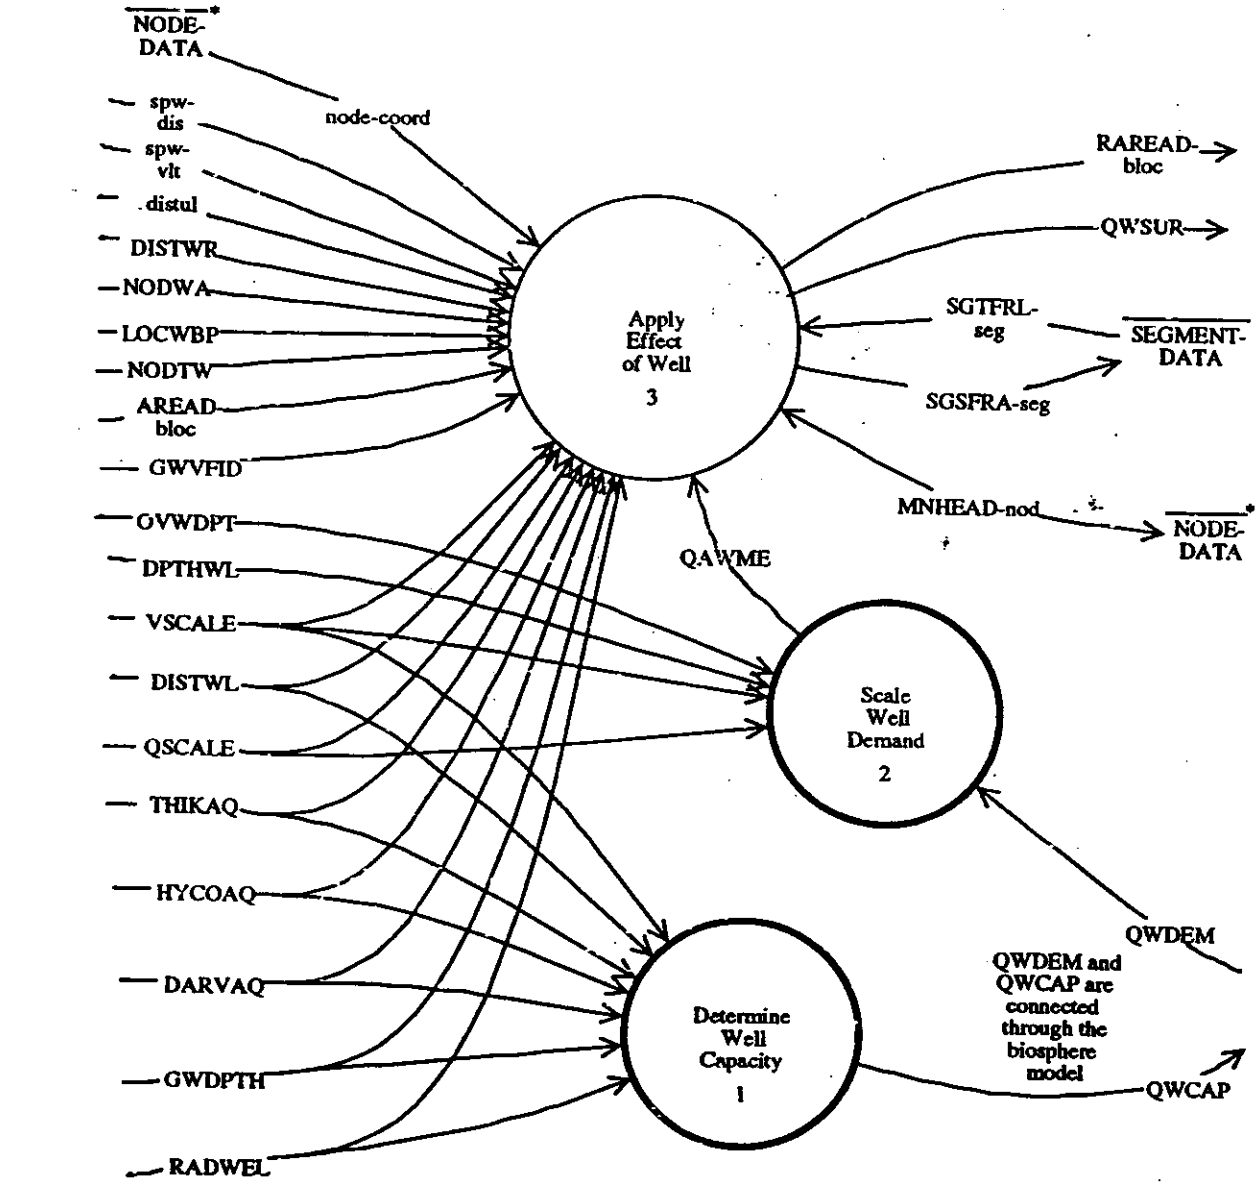 NODE-*
DATA
node-coord
spw-
dis
spw-
vlt
distul
DISTWR
NODWA
LOCWBP
NODTW
AREAD
bloc
GWVFID
OVWDPT
DPTHWL
VSCALE
DISTWL
QSCALE
THIKAQ
HYCOAQ
DARVAQ
GWDPTH
RADWEL
Apply
Effect
of Well
3
RAREAD-
bloc
QWSUR
SGTFRL-
seg
SEGMENT-
DATA
SGSFRA-seg
MNHEAD-nod
NODE-*
DATA
QAWME
Scale
Well
Demand
2
QWDEM
QWDEM and
QWCAP are
connected
through the
biosphere
model
QWCAP
Determine
Well
Capacity
1